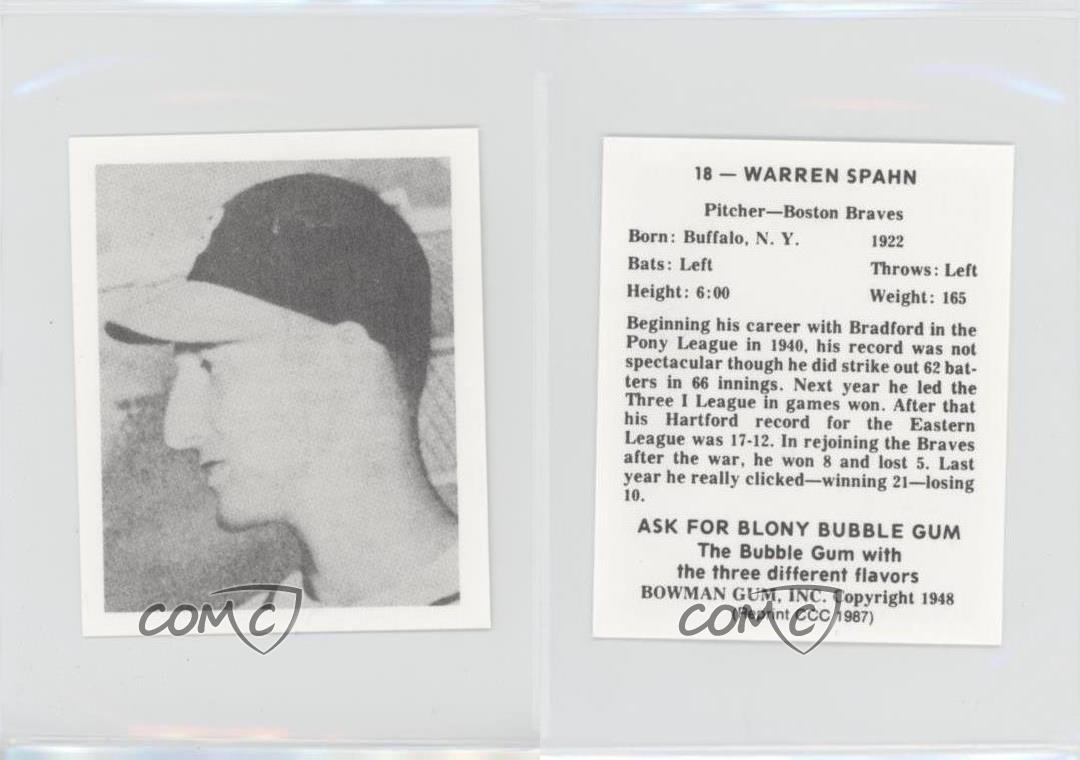 18 — WARREN SPAHN
Pitcher—Boston Braves
Born: Buffalo, N. Y. 1922
Bats: Left Throws: Left
Height: 6:00 Weight: 165
Beginning his career with Bradford in the
Pony League in 1940, his record was not
spectacular though he did strike out 62 bat-
ters in 66 innings. Next year he led the
Three I League in games won. After that
his Hartford record for the Eastern
League was 17-12. In rejoining the Braves
after the war, he won 8 and lost 5. Last
year he really clicked—winning 21—losing
10.
ASK FOR BLONY BUBBLE GUM
The Bubble Gum with
the three different flavors
BOWMAN GUM, INC. Copyright 1948
(Reprint CCC 1987)
COMC
COMC